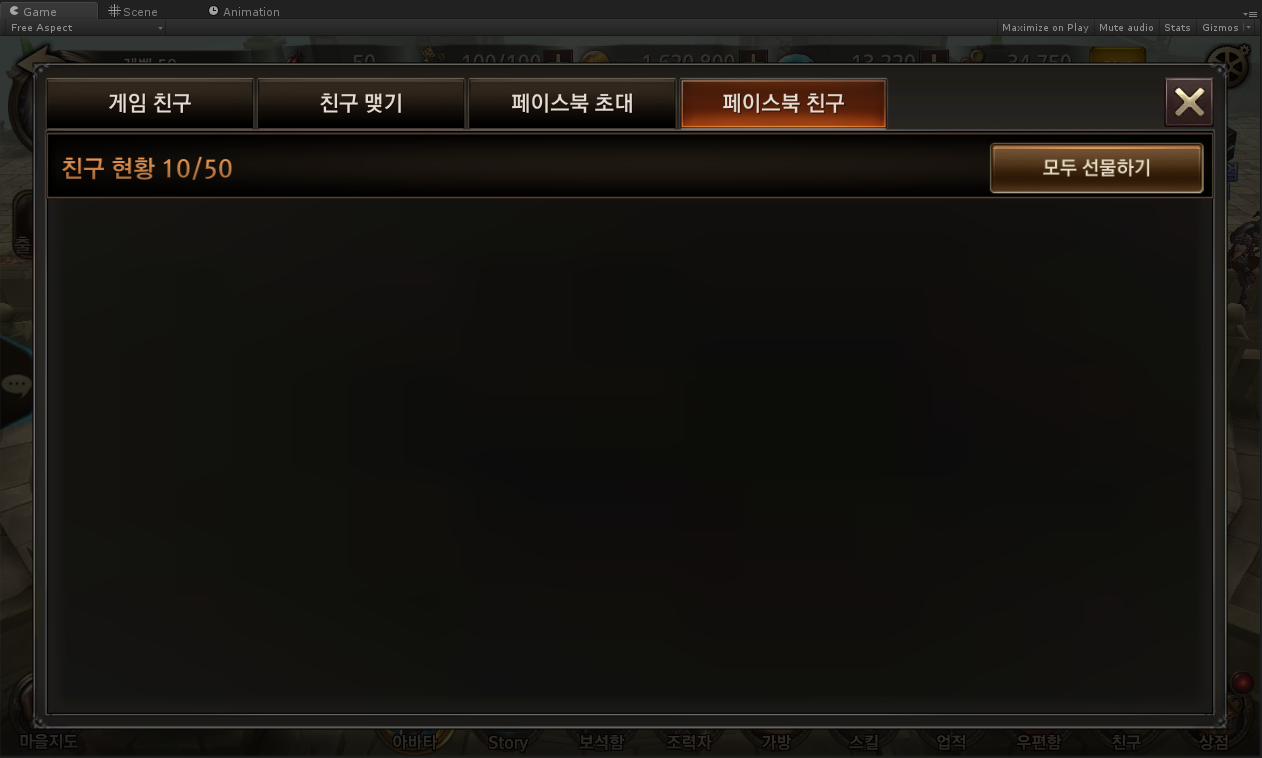 Game Scene Animation
Free Aspect Maximize on Play Mute audio Stats Gizmos
게임 친구 친구 맺기 페이스북 초대 페이스북 친구
친구 현황 10/50 모두 선물하기
마을지도 아바타 Story 보석함 조력자 가방 스킬 업적 우편함 친구 상점